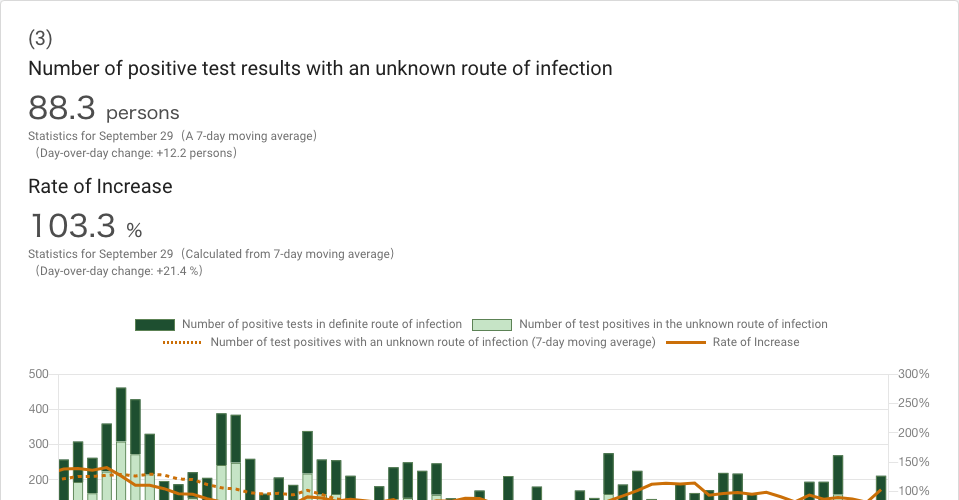 (3)
Number of positive test results with an unknown route of infection
88.3 persons
Statistics for September 29 （A 7-day moving average）
（Day-over-day change: +12.2 persons）
Rate of Increase
103.3 %
Statistics for September 29 （Calculated from 7-day moving average）
（Day-over-day change: +21.4 %）
Number of positive tests in definite route of infection Number of test positives in the unknown route of infection
Number of test positives with an unknown route of infection (7-day moving average) Rate of Increase
500 300%
400 250%
300 200%
200 150%
100%